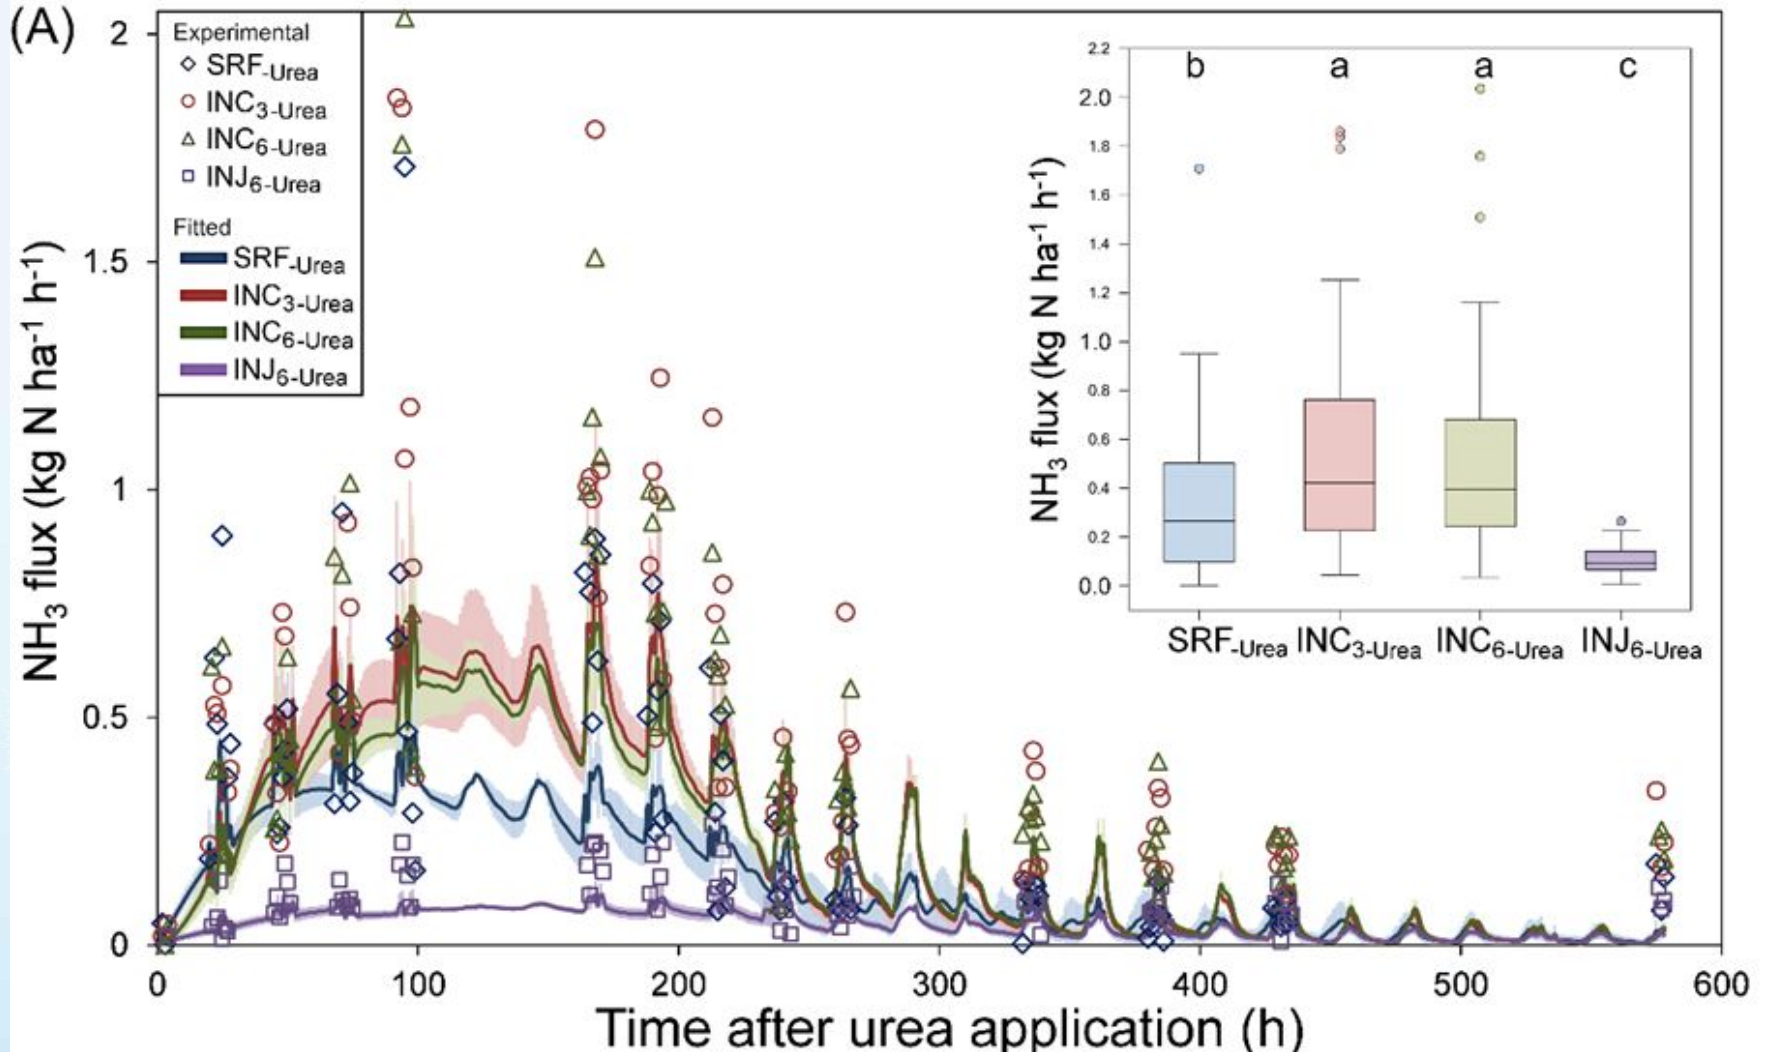 (A)
NH₃ flux (kg N ha⁻¹ h⁻¹)
2
1.5
1
0.5
0
0 100 200 300 400 500 600
Time after urea application (h)
Experimental
SRF-Urea
INC₃-Urea
INC₆-Urea
INJ₆-Urea
Fitted
SRF-Urea
INC₃-Urea
INC₆-Urea
INJ₆-Urea
NH₃ flux (kg N ha⁻¹ h⁻¹)
2.2
2.0
1.8
1.6
1.4
1.2
1.0
0.8
0.6
0.4
0.2
0.0
b a a c
SRF-Urea INC₃-Urea INC₆-Urea INJ₆-Urea